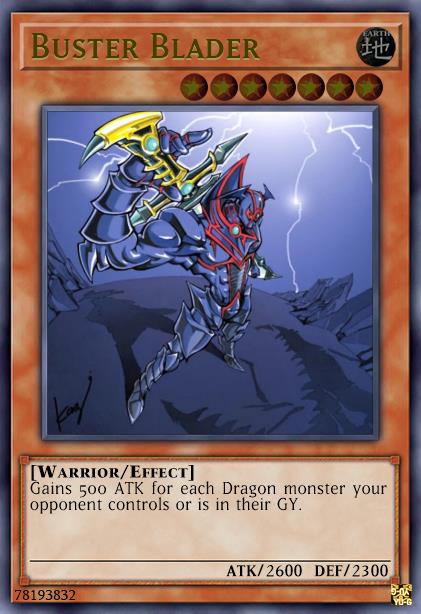 BUSTER BLADER
EARTH
地
[WARRIOR/EFFECT]
Gains 500 ATK for each Dragon monster your
opponent controls or is in their GY.
ATK/2600 DEF/2300
78193832